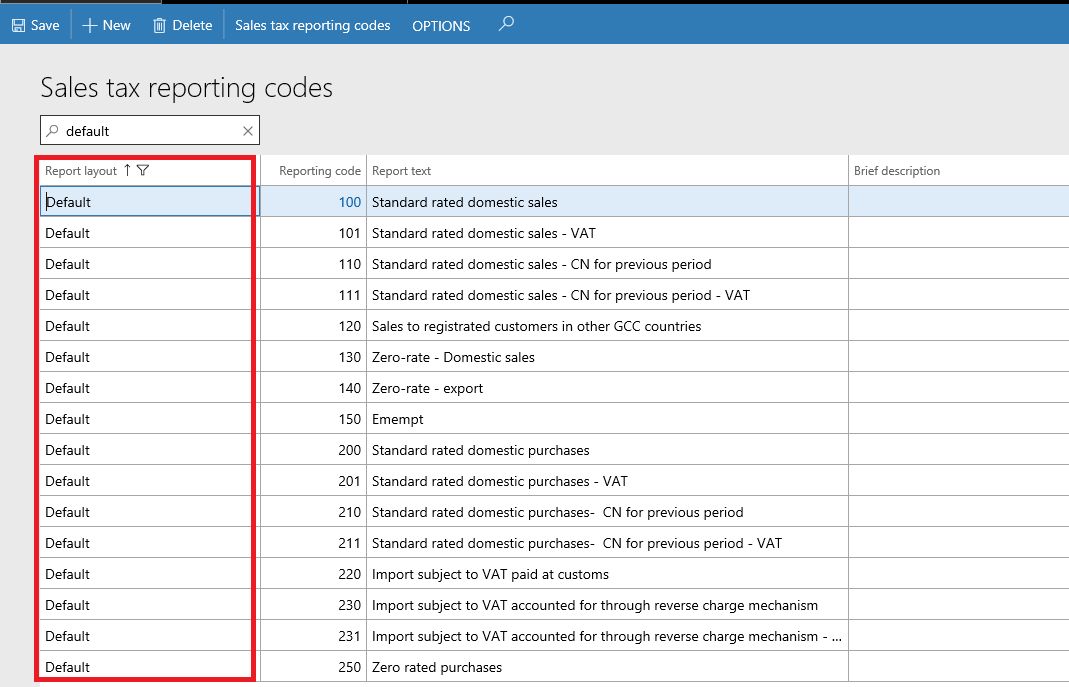 Save New Delete Sales tax reporting codes OPTIONS
Sales tax reporting codes
default
Report layout Reporting code Report text Brief description
Default 100 Standard rated domestic sales
Default 101 Standard rated domestic sales - VAT
Default 110 Standard rated domestic sales - CN for previous period
Default 111 Standard rated domestic sales - CN for previous period - VAT
Default 120 Sales to registrated customers in other GCC countries
Default 130 Zero-rate - Domestic sales
Default 140 Zero-rate - export
Default 150 Emempt
Default 200 Standard rated domestic purchases
Default 201 Standard rated domestic purchases - VAT
Default 210 Standard rated domestic purchases-  CN for previous period
Default 211 Standard rated domestic purchases-  CN for previous period - VAT
Default 220 Import subject to VAT paid at customs
Default 230 Import subject to VAT accounted for through reverse charge mechanism
Default 231 Import subject to VAT accounted for through reverse charge mechanism - ...
Default 250 Zero rated purchases